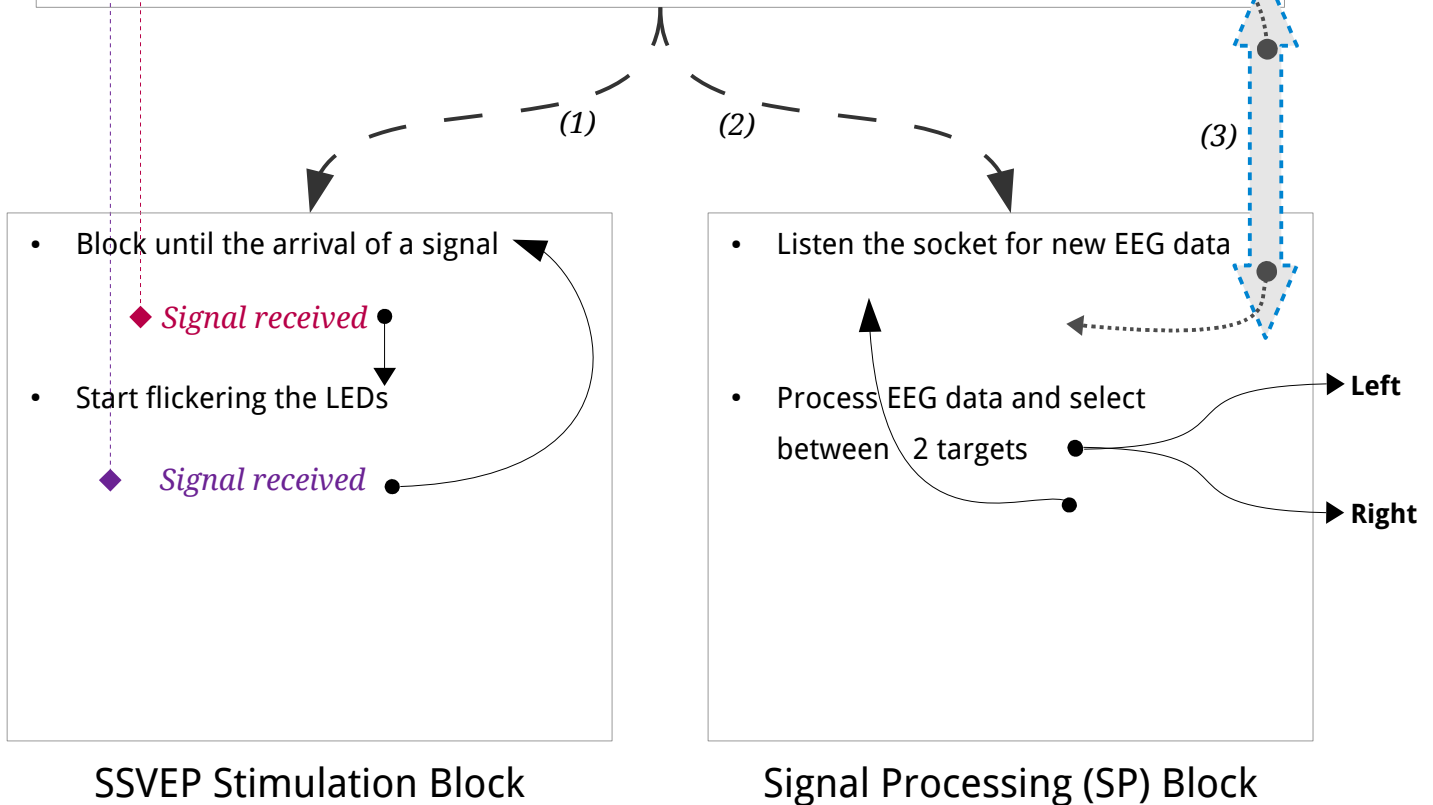 (1)
(2)
(3)
• Block until the arrival of a signal
Signal received
• Start flickering the LEDs
Signal received
• Listen the socket for new EEG data
• Process EEG data and select
between 2 targets
Left
Right
SSVEP Stimulation Block
Signal Processing (SP) Block